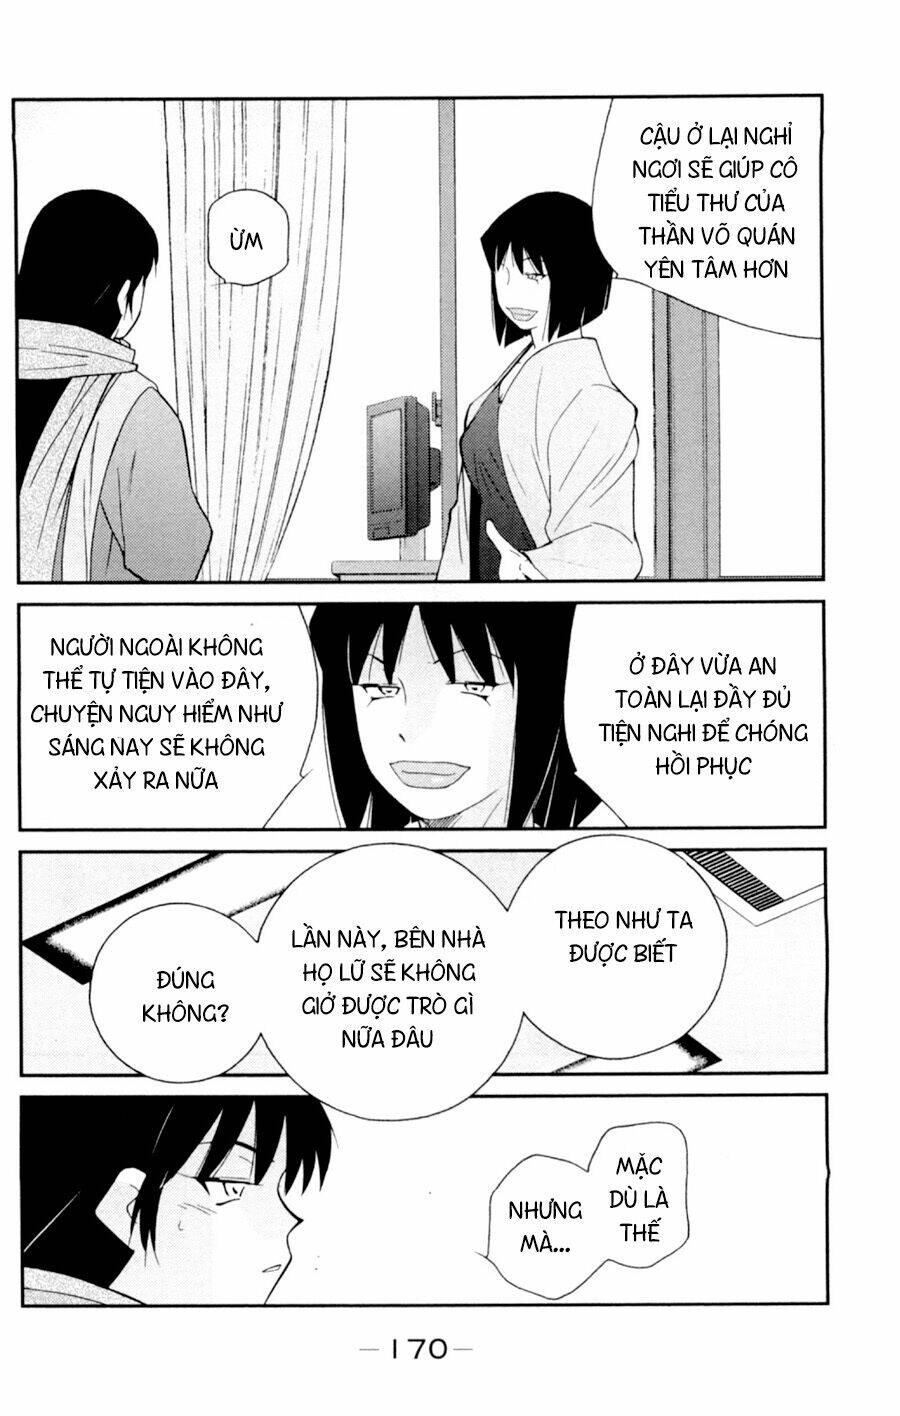 CẬU Ở LẠI NGHỈ
NGƠI SẼ GIÚP CÔ
TIỂU THƯ CỦA
THẦN VÕ QUÁN
YÊN TÂM HƠN
ỪM
Ở ĐÂY VỪA AN
TOÀN LẠI ĐẦY ĐỦ
TIỆN NGHI ĐỂ CHÓNG
HỒI PHỤC
NGƯỜI NGOÀI KHÔNG
THỂ TỰ TIỆN VÀO ĐÂY,
CHUYỆN NGUY HIỂM NHƯ
SÁNG NAY SẼ KHÔNG
XẢY RA NỮA
THEO NHƯ TA
ĐƯỢC BIẾT
LẦN NÀY, BÊN NHÀ
HỌ LỮ SẼ KHÔNG
GIỞ ĐƯỢC TRÒ GÌ
NỮA ĐÂU
ĐÚNG
KHÔNG?
MẶC
DÙ LÀ
THẾ
NHƯNG
MÀ...
— 170 —